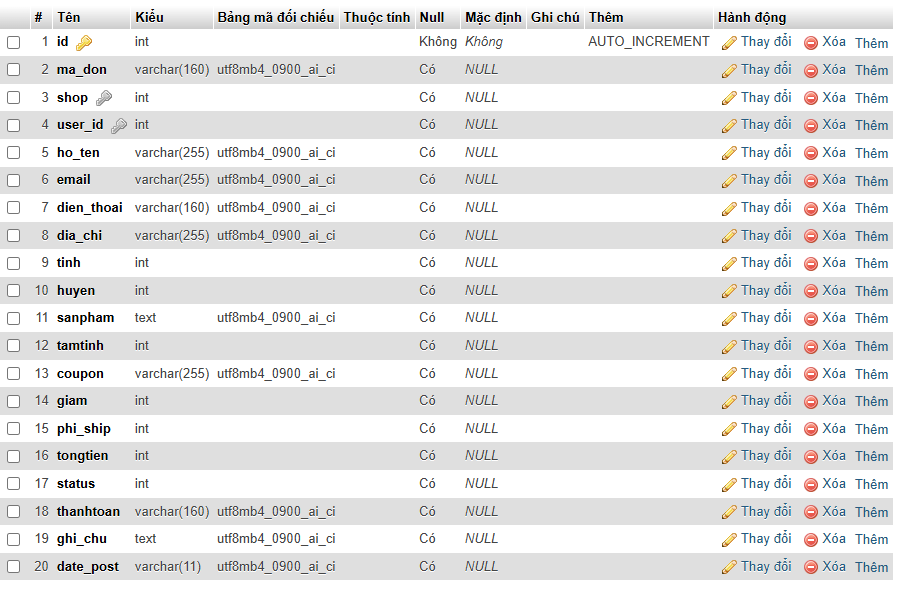 # Tên Kiểu Bảng mã đối chiếu Thuộc tính Null Mặc định Ghi chú Thêm Hành động
1 id int Không Không AUTO_INCREMENT Thay đổi Xóa Thêm
2 ma_don varchar(160) utf8mb4_0900_ai_ci Có NULL Thay đổi Xóa Thêm
3 shop int Có NULL Thay đổi Xóa Thêm
4 user_id int Có NULL Thay đổi Xóa Thêm
5 ho_ten varchar(255) utf8mb4_0900_ai_ci Có NULL Thay đổi Xóa Thêm
6 email varchar(255) utf8mb4_0900_ai_ci Có NULL Thay đổi Xóa Thêm
7 dien_thoai varchar(160) utf8mb4_0900_ai_ci Có NULL Thay đổi Xóa Thêm
8 dia_chi varchar(255) utf8mb4_0900_ai_ci Có NULL Thay đổi Xóa Thêm
9 tinh int Có NULL Thay đổi Xóa Thêm
10 huyen int Có NULL Thay đổi Xóa Thêm
11 sanpham text utf8mb4_0900_ai_ci Có NULL Thay đổi Xóa Thêm
12 tamtinh int Có NULL Thay đổi Xóa Thêm
13 coupon varchar(255) utf8mb4_0900_ai_ci Có NULL Thay đổi Xóa Thêm
14 giam int Có NULL Thay đổi Xóa Thêm
15 phi_ship int Có NULL Thay đổi Xóa Thêm
16 tongtien int Có NULL Thay đổi Xóa Thêm
17 status int Có NULL Thay đổi Xóa Thêm
18 thanhtoan varchar(160) utf8mb4_0900_ai_ci Có NULL Thay đổi Xóa Thêm
19 ghi_chu text utf8mb4_0900_ai_ci Có NULL Thay đổi Xóa Thêm
20 date_post varchar(11) utf8mb4_0900_ai_ci Có NULL Thay đổi Xóa Thêm